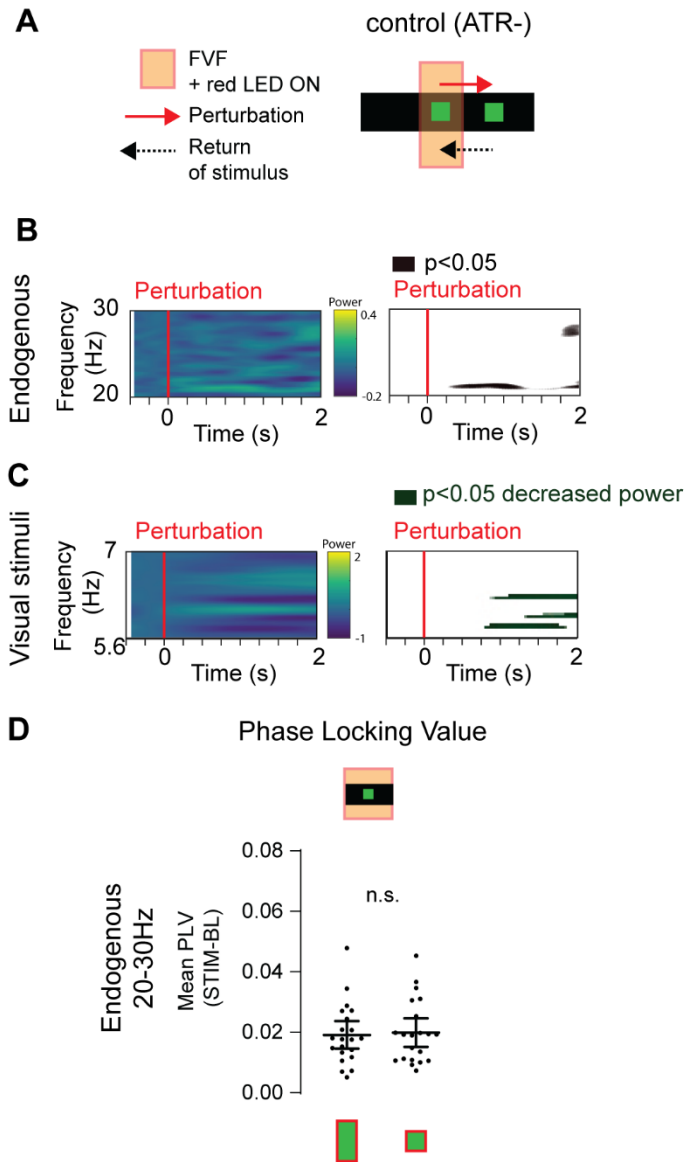 A
control (ATR-)
FVF
+ red LED ON
Perturbation
Return
of stimulus
B
Endogenous
Perturbation
Frequency
(Hz)
30
20
0
2
Time (s)
Power
0.4
-0.2
p<0.05
Perturbation
0
2
Time (s)
C
Visual stimuli
Perturbation
Frequency
(Hz)
7
5.6
0
2
Time (s)
Power
2
-1
p<0.05 decreased power
Perturbation
0
2
Time (s)
D
Phase Locking Value
Endogenous
20-30Hz
Mean PLV
(STIM-BL)
0.08
0.06
0.04
0.02
0.00
n.s.